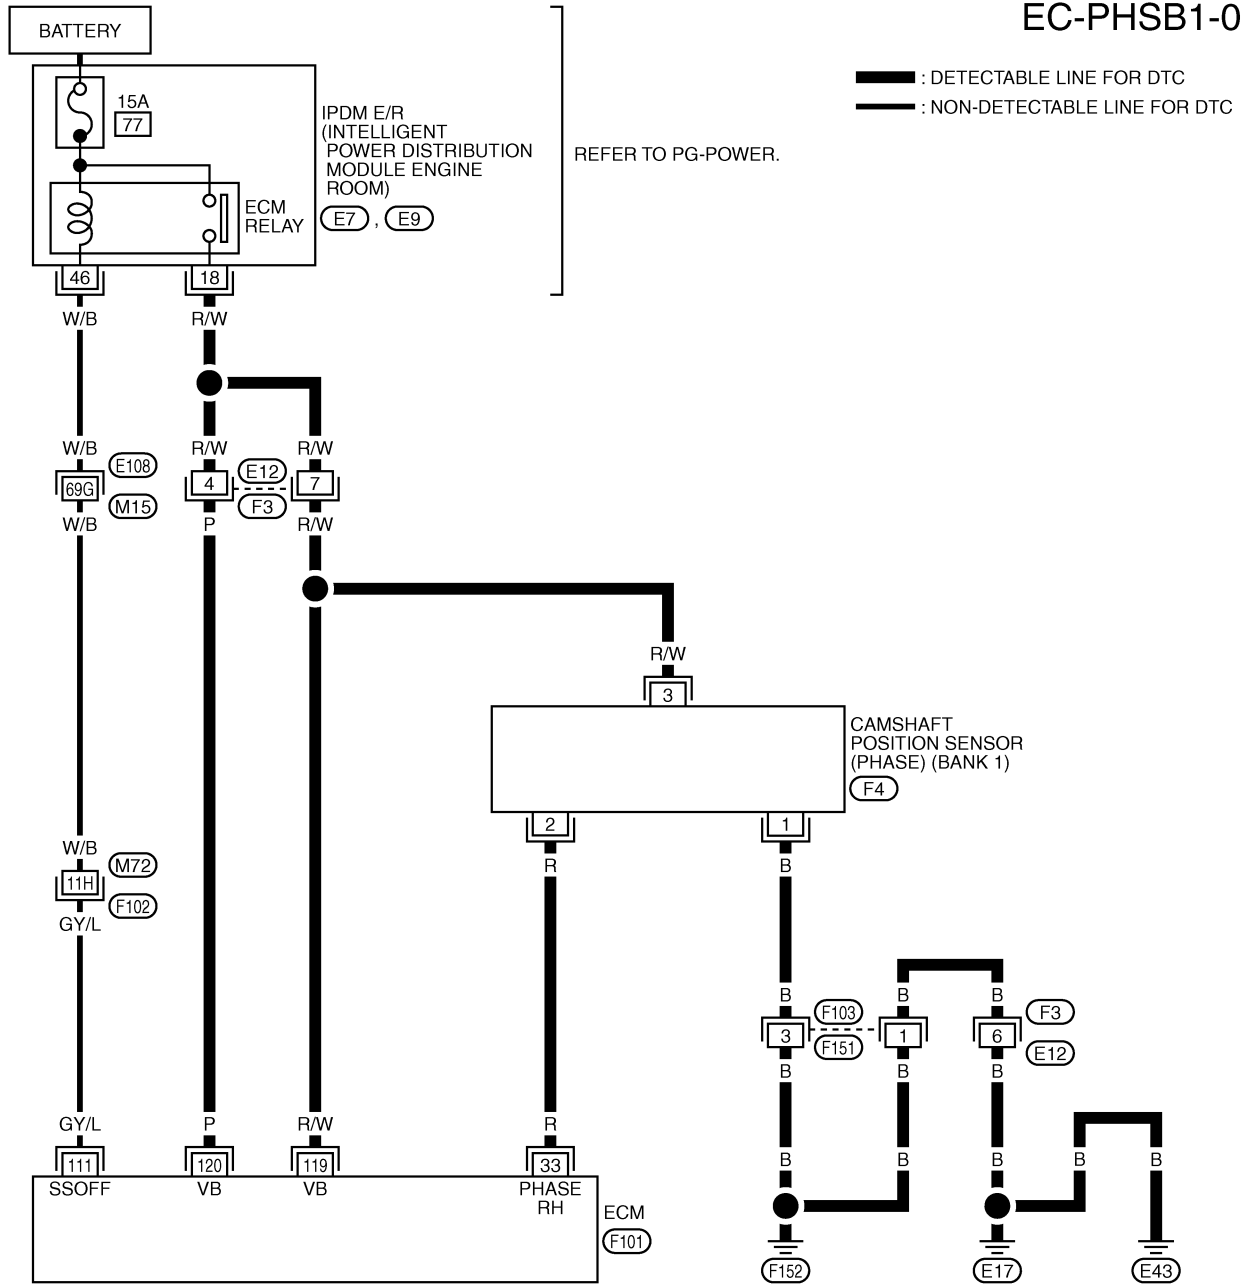 EC-PHSB1-0
BATTERY
: DETECTABLE LINE FOR DTC
: NON-DETECTABLE LINE FOR DTC
15A
77
IPDM E/R
(INTELLIGENT
POWER DISTRIBUTION
MODULE ENGINE
ROOM)
E7 , E9
REFER TO PG-POWER.
ECM
RELAY
46
18
W/B
R/W
W/B
R/W
R/W
E108
69G
M15
4
E12
F3
7
W/B
P
R/W
R/W
3
CAMSHAFT
POSITION SENSOR
(PHASE) (BANK 1)
F4
2
1
W/B
R
B
M72
11H
F102
GY/L
B
B
B
3
F103
F151
1
6
F3
E12
B
B
B
GY/L
P
R/W
R
B
B
B
B
B
111
120
119
33
SSOFF
VB
VB
PHASE
RH
ECM
F101
F152
E17
E43